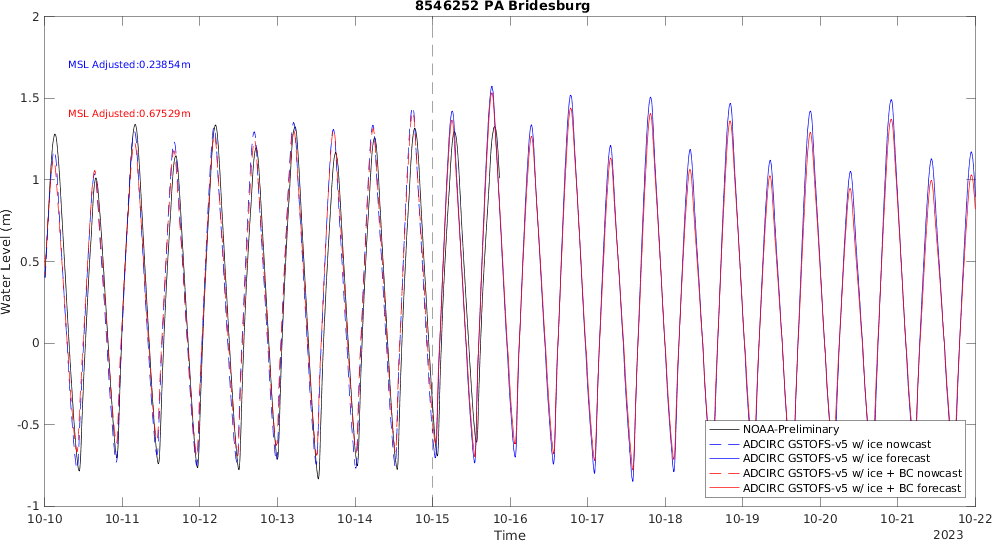 8546252 PA Bridesburg
MSL Adjusted:0.23854m
MSL Adjusted:0.67529m
Water Level (m)
2
1.5
1
0.5
0
-0.5
-1
NOAA-Preliminary
ADCIRC GSTOFS-v5 w/ ice nowcast
ADCIRC GSTOFS-v5 w/ ice forecast
ADCIRC GSTOFS-v5 w/ ice + BC nowcast
ADCIRC GSTOFS-v5 w/ ice + BC forecast
10-10 10-11 10-12 10-13 10-14 10-15 10-16 10-17 10-18 10-19 10-20 10-21 10-22
Time
2023